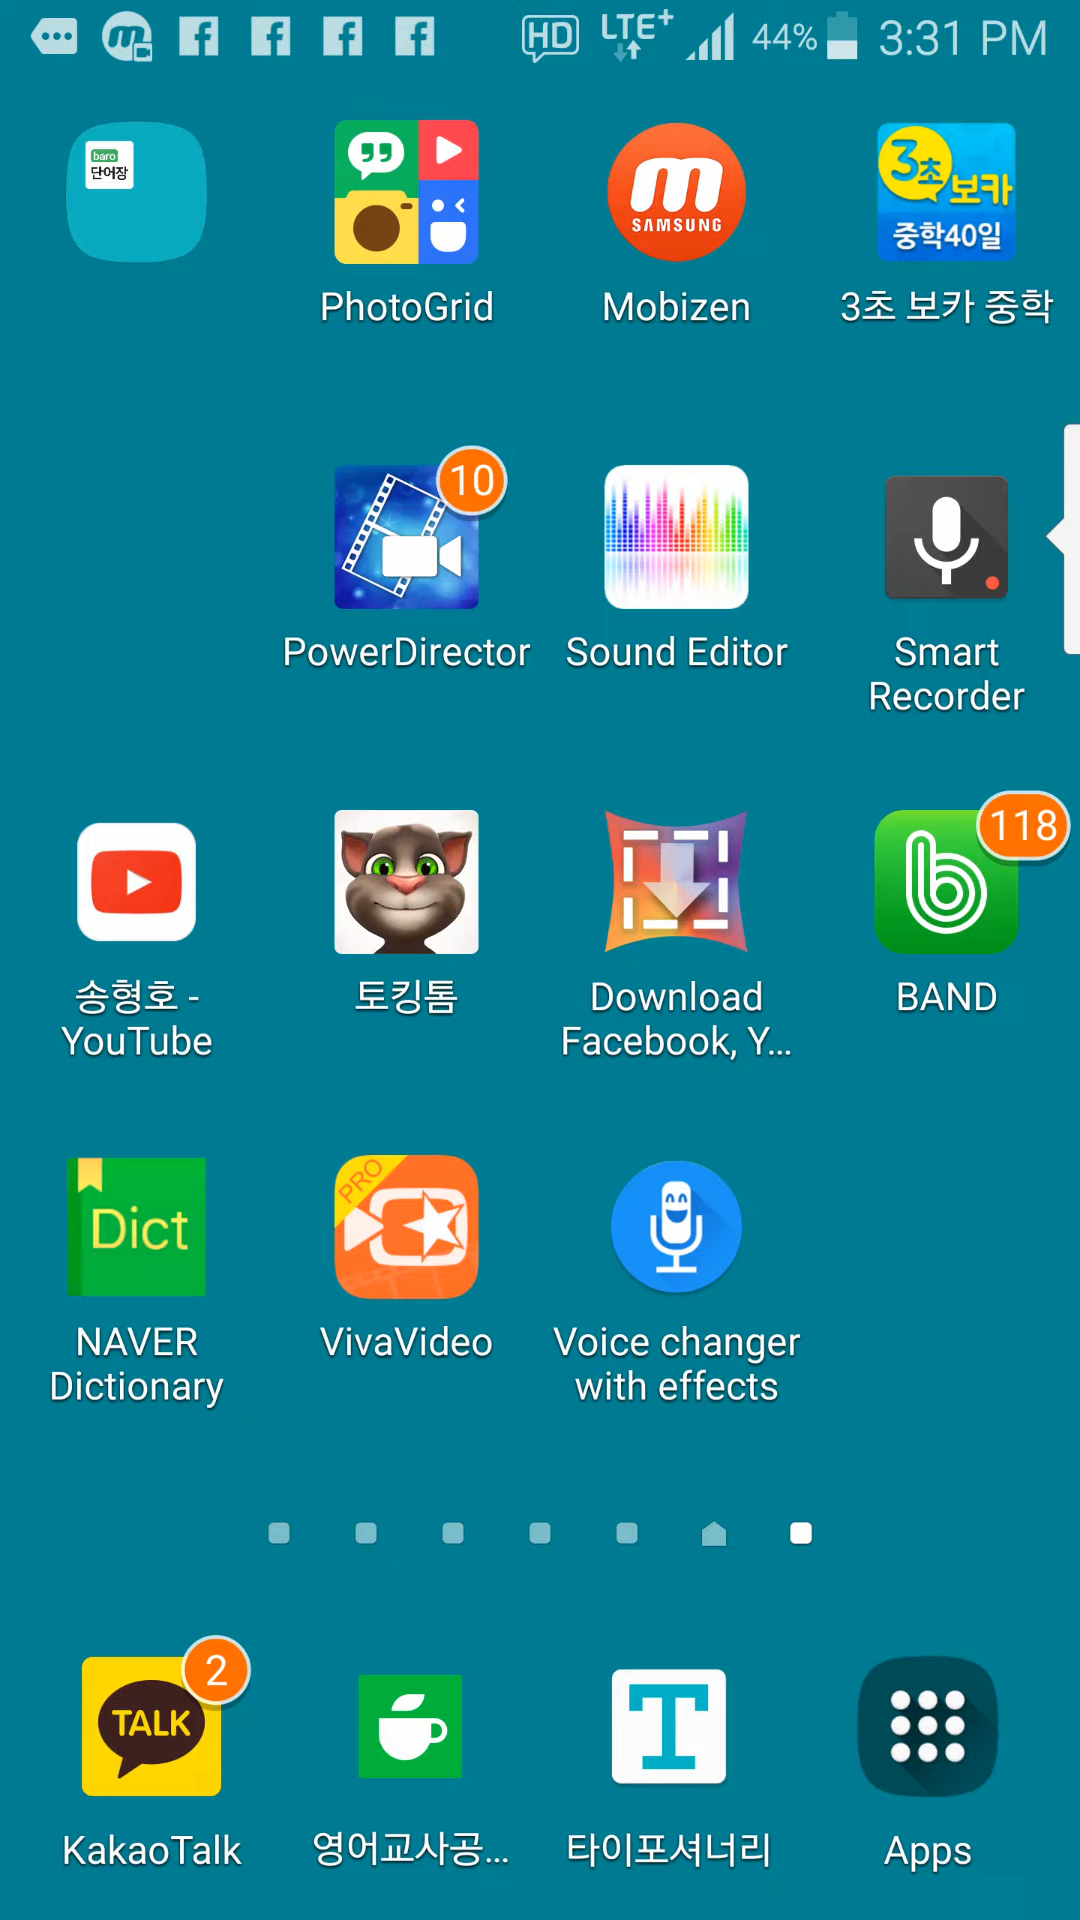 HD LTE+ 44% 3:31 PM
baro
단어장
m
SAMSUNG
3초
보카
중학40일
PhotoGrid
Mobizen
3초 보카 중학
10
PowerDirector
Sound Editor
Smart
Recorder
118
송형호 -
YouTube
토킹톰
Download
Facebook, Y...
BAND
Dict
PRO
NAVER
Dictionary
VivaVideo
Voice changer
with effects
2
TALK
T
KakaoTalk
영어교사공...
타이포셔너리
Apps